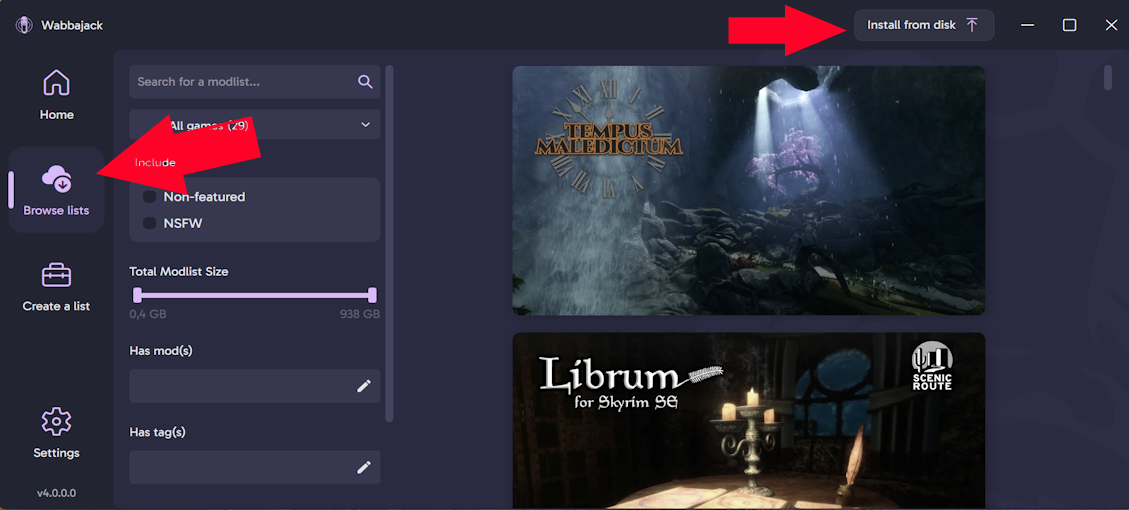 Wabbajack
Install from disk
Home
Browse lists
Create a list
Settings
v4.0.0.0
Search for a modlist...
All games (29)
Include
Non-featured
NSFW
Total Modlist Size
0,4 GB 938 GB
Has mod(s)
Has tag(s)
XII
TEMPUS
MALEDICTUM
Librum
for Skyrim SE
SCENIC
ROUTE